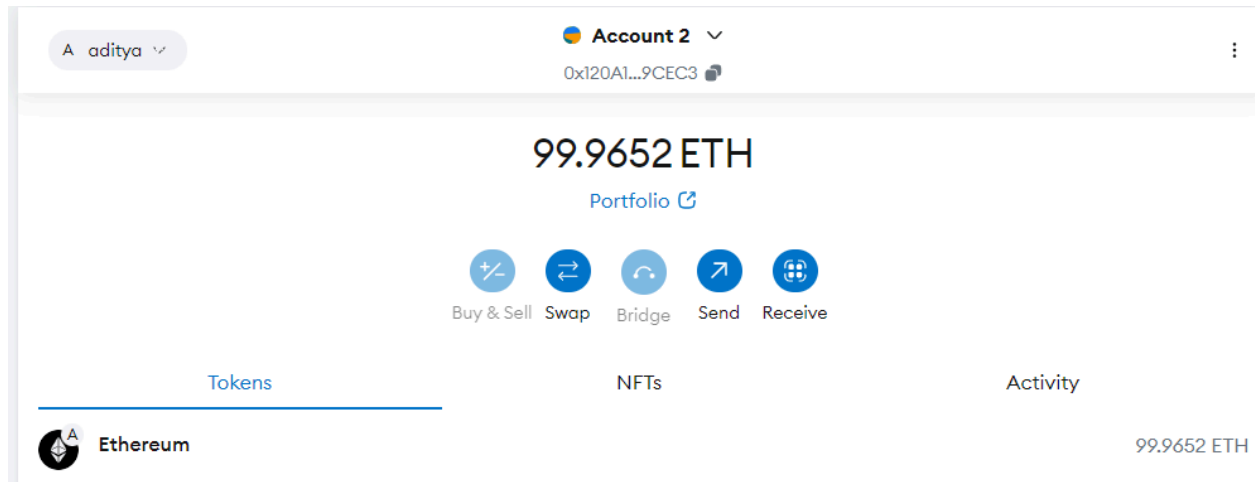 A aditya
Account 2
0x120A1...9CEC3
99.9652 ETH
Portfolio
+/-
Buy & Sell Swap Bridge Send Receive
Tokens NFTs Activity
A
Ethereum 99.9652 ETH